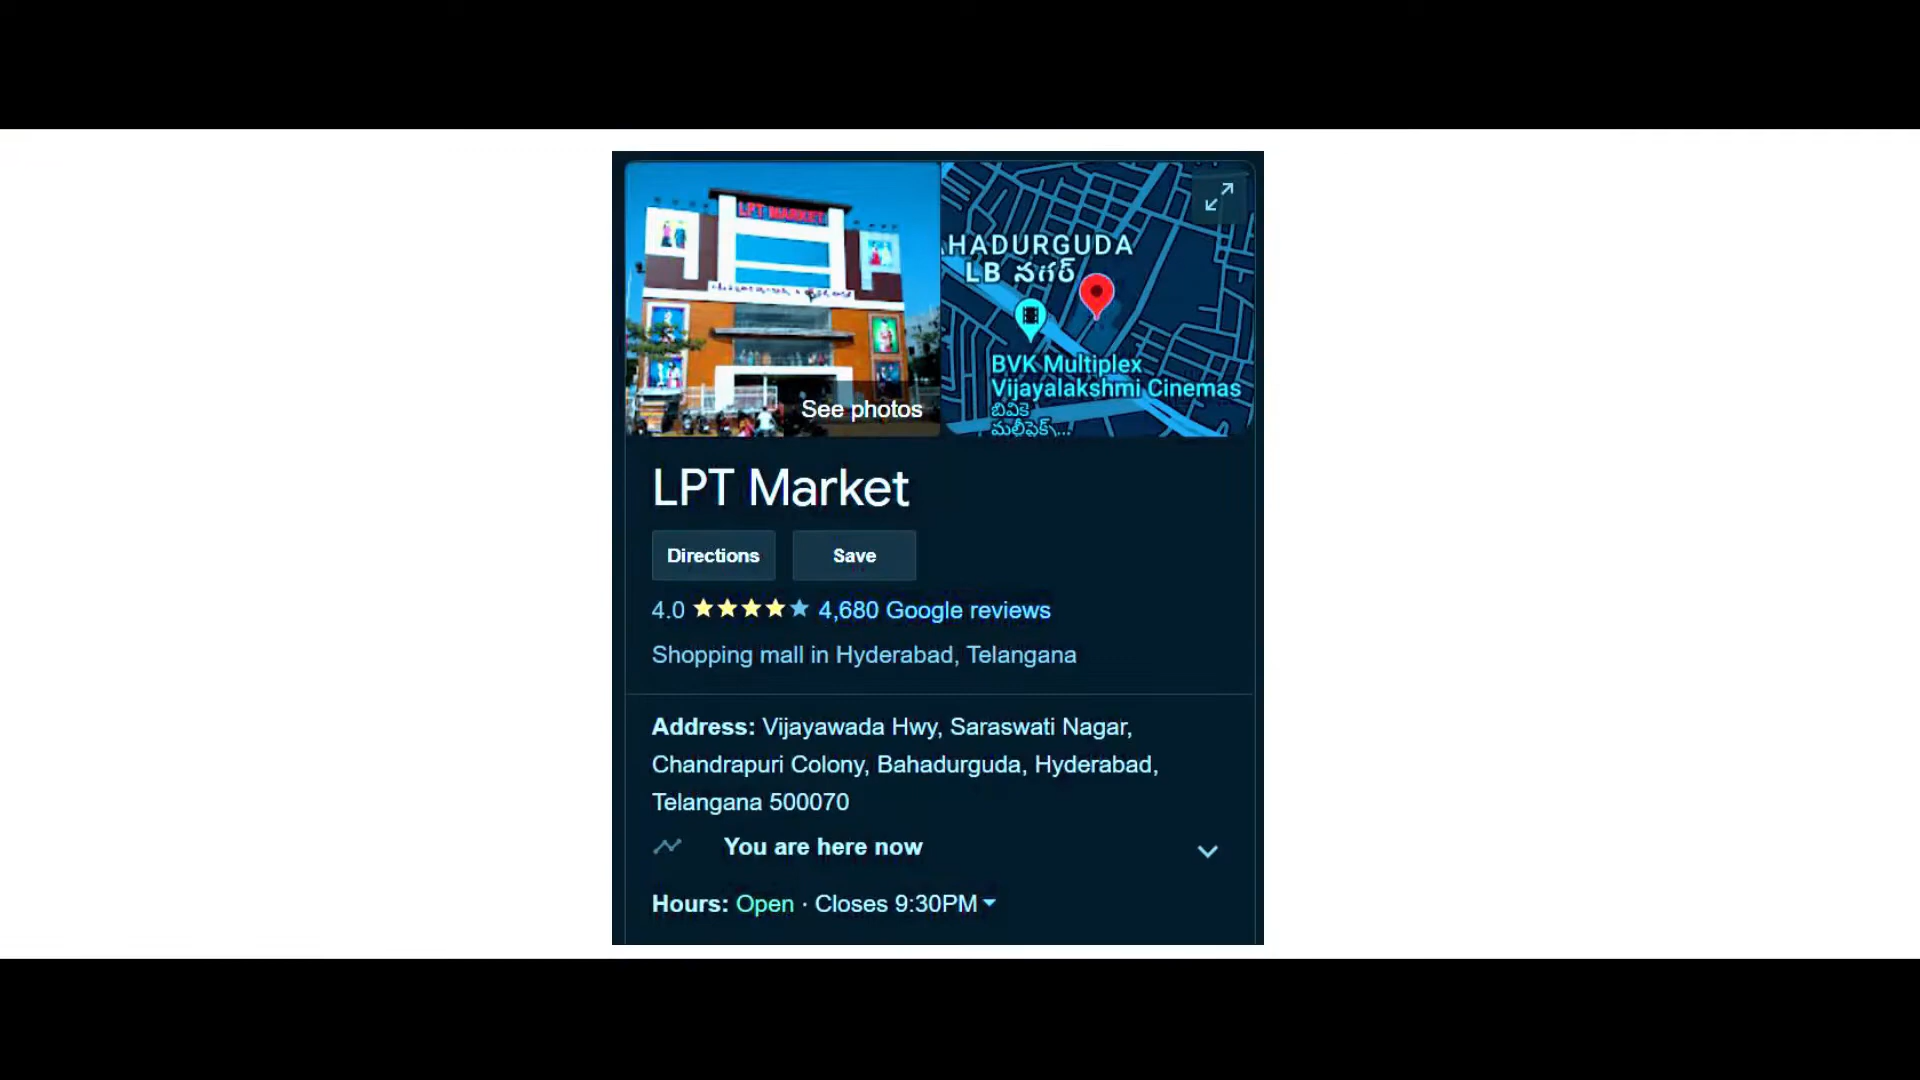 LPT MARKET
See photos
HADURGUDA
LB నగర్
BVK Multiplex
Vijayalakshmi Cinemas
బివికె
మల్టీప్లెక్స్...
LPT Market
Directions
Save
4.0 4,680 Google reviews
Shopping mall in Hyderabad, Telangana
Address: Vijayawada Hwy, Saraswati Nagar,
Chandrapuri Colony, Bahadurguda, Hyderabad,
Telangana 500070
You are here now
Hours: Open · Closes 9:30PM